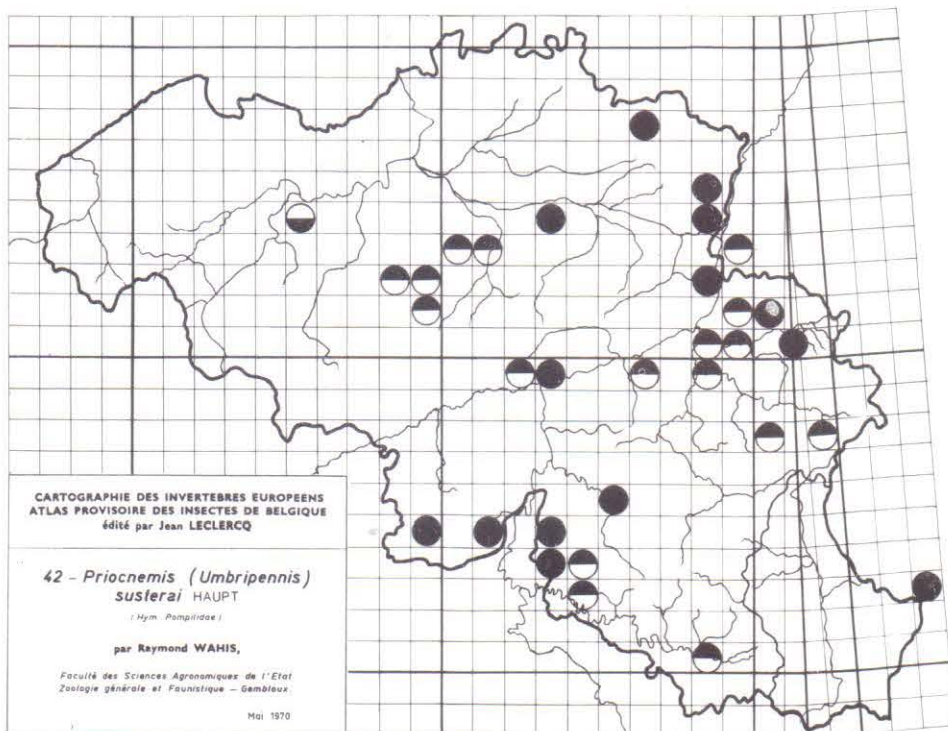 CARTOGRAPHIE DES INVERTEBRES EUROPEENS
ATLAS PROVISOIRE DES INSECTES DE BELGIQUE
édité par Jean LECLERCQ
42 - Priocnemis (Umbripennis)
susterai HAUPT
(Hym. Pompilidae)
par Raymond WAHIS,
Faculté des Sciences Agronomiques de l'Etat
Zoologie générale et Faunistique - Gembloux.
Mai 1970